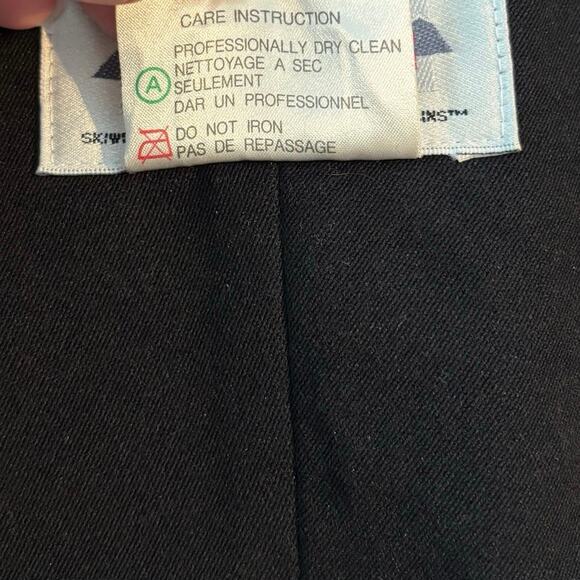 CARE INSTRUCTION
PROFESSIONALLY DRY CLEAN
NETTOYAGE A SEC
A SEULEMENT
DAR UN PROFESSIONNEL
DO NOT IRON
PAS DE REPASSAGE